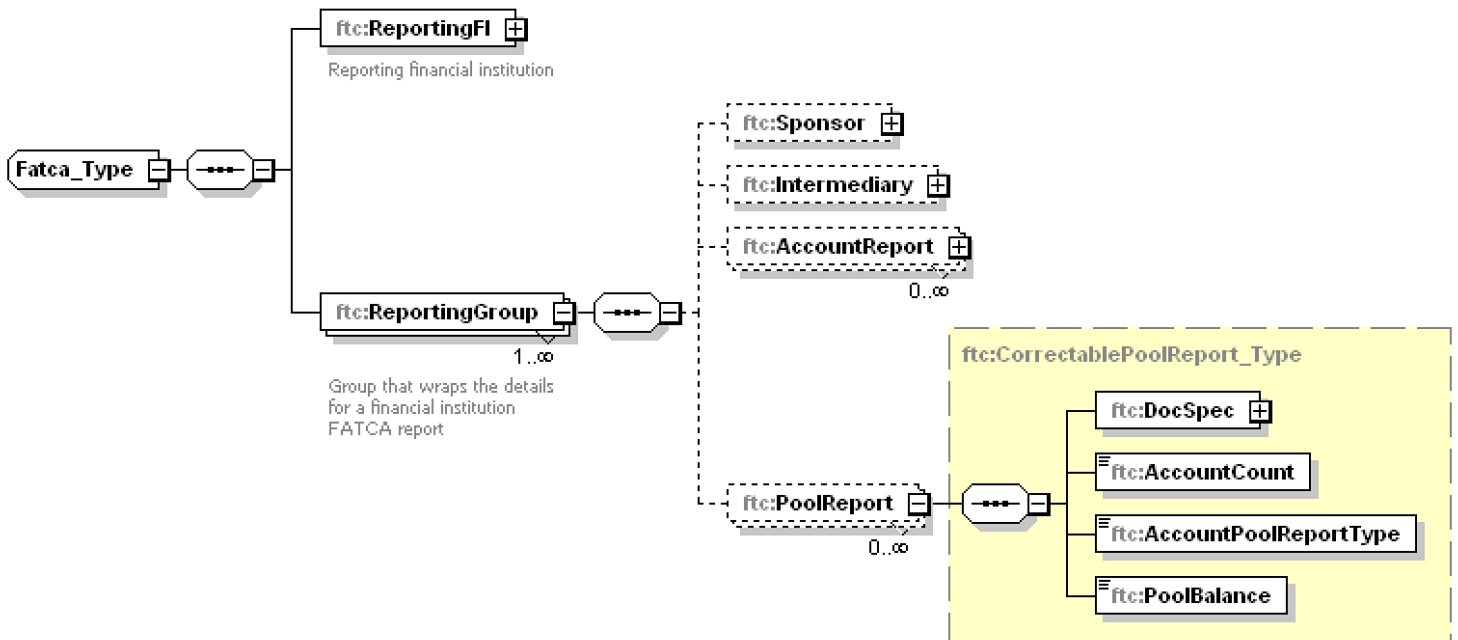 ftc:ReportingFI
Reporting financial institution
Fatca_Type
ftc:Sponsor
ftc:Intermediary
ftc:AccountReport
0..∞
ftc:ReportingGroup
1..∞
Group that wraps the details
for a financial institution
FATCA report
ftc:CorrectablePoolReport_Type
ftc:DocSpec
ftc:AccountCount
ftc:PoolReport
0..∞
ftc:AccountPoolReportType
ftc:PoolBalance